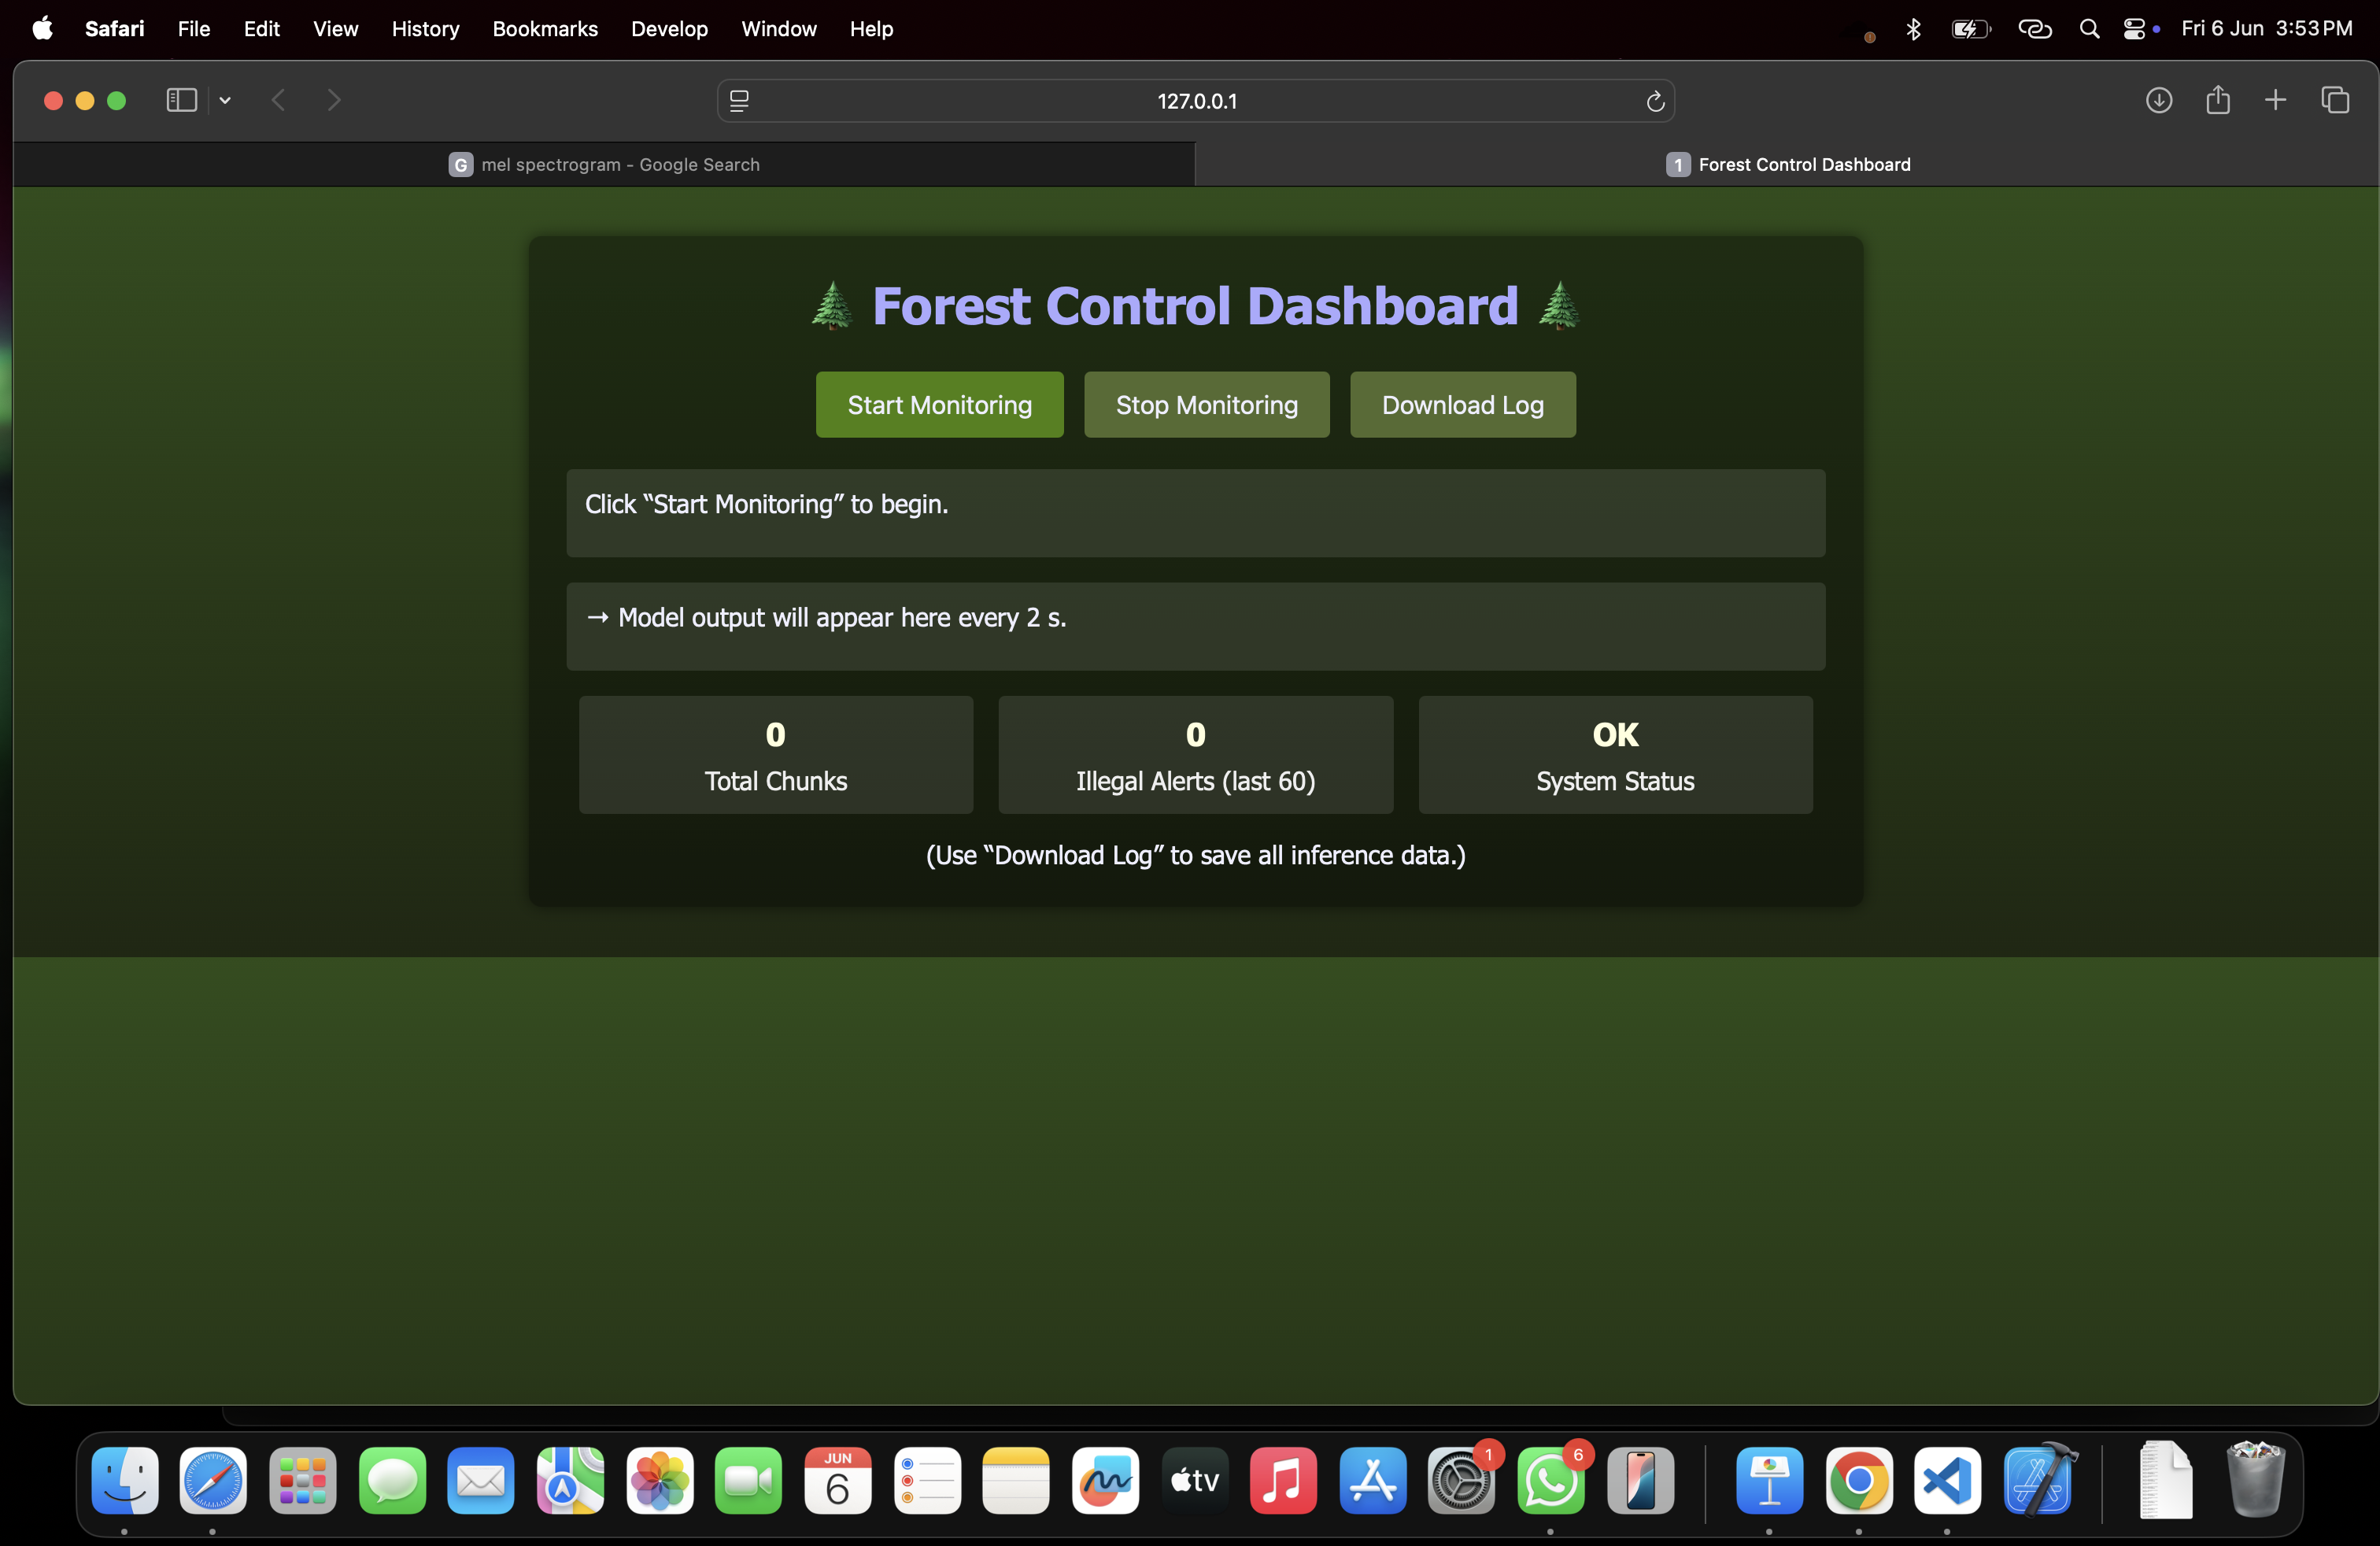 Safari File Edit View History Bookmarks Develop Window Help Fri 6 Jun 3:53 PM
127.0.0.1
G mel spectrogram - Google Search
1 Forest Control Dashboard
Forest Control Dashboard
Start Monitoring Stop Monitoring Download Log
Click “Start Monitoring” to begin.
→ Model output will appear here every 2 s.
0 0 OK
Total Chunks Illegal Alerts (last 60) System Status
(Use “Download Log” to save all inference data.)
JUN 1 6
6 tv